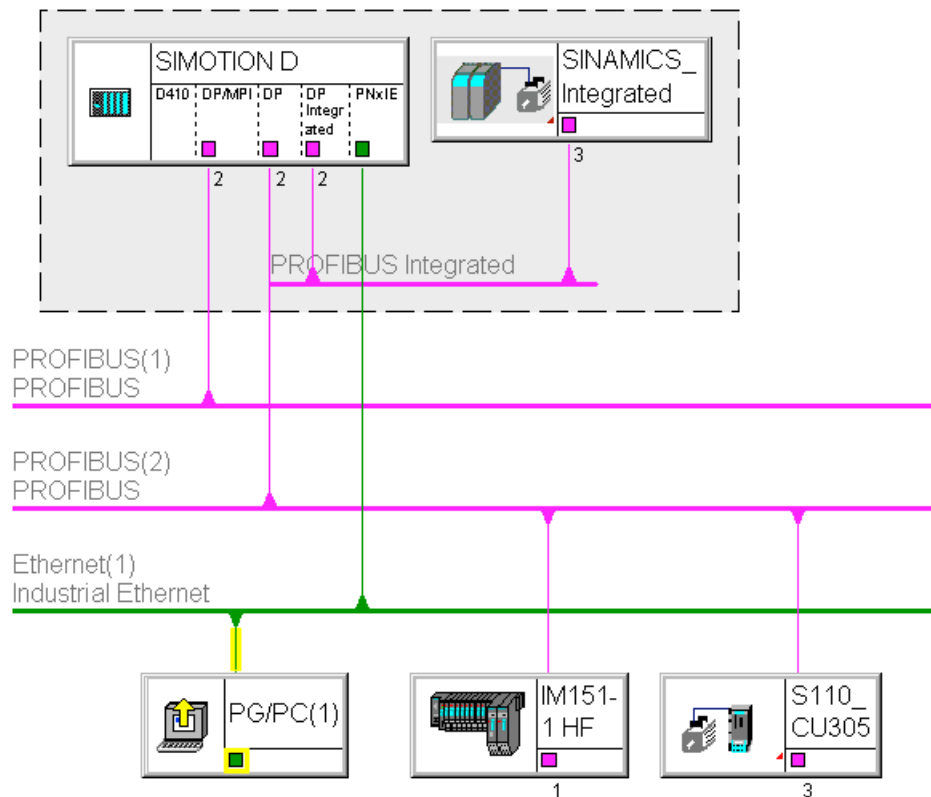 SIMOTION D
D410
DP/MPI
DP
DP
Integr
ated
PNxIE
2
2
2
SINAMICS_
Integrated
3
PROFIBUS Integrated
PROFIBUS(1)
PROFIBUS
PROFIBUS(2)
PROFIBUS
Ethernet(1)
Industrial Ethernet
PG/PC(1)
IM151-
1 HF
1
S110_
CU305
3